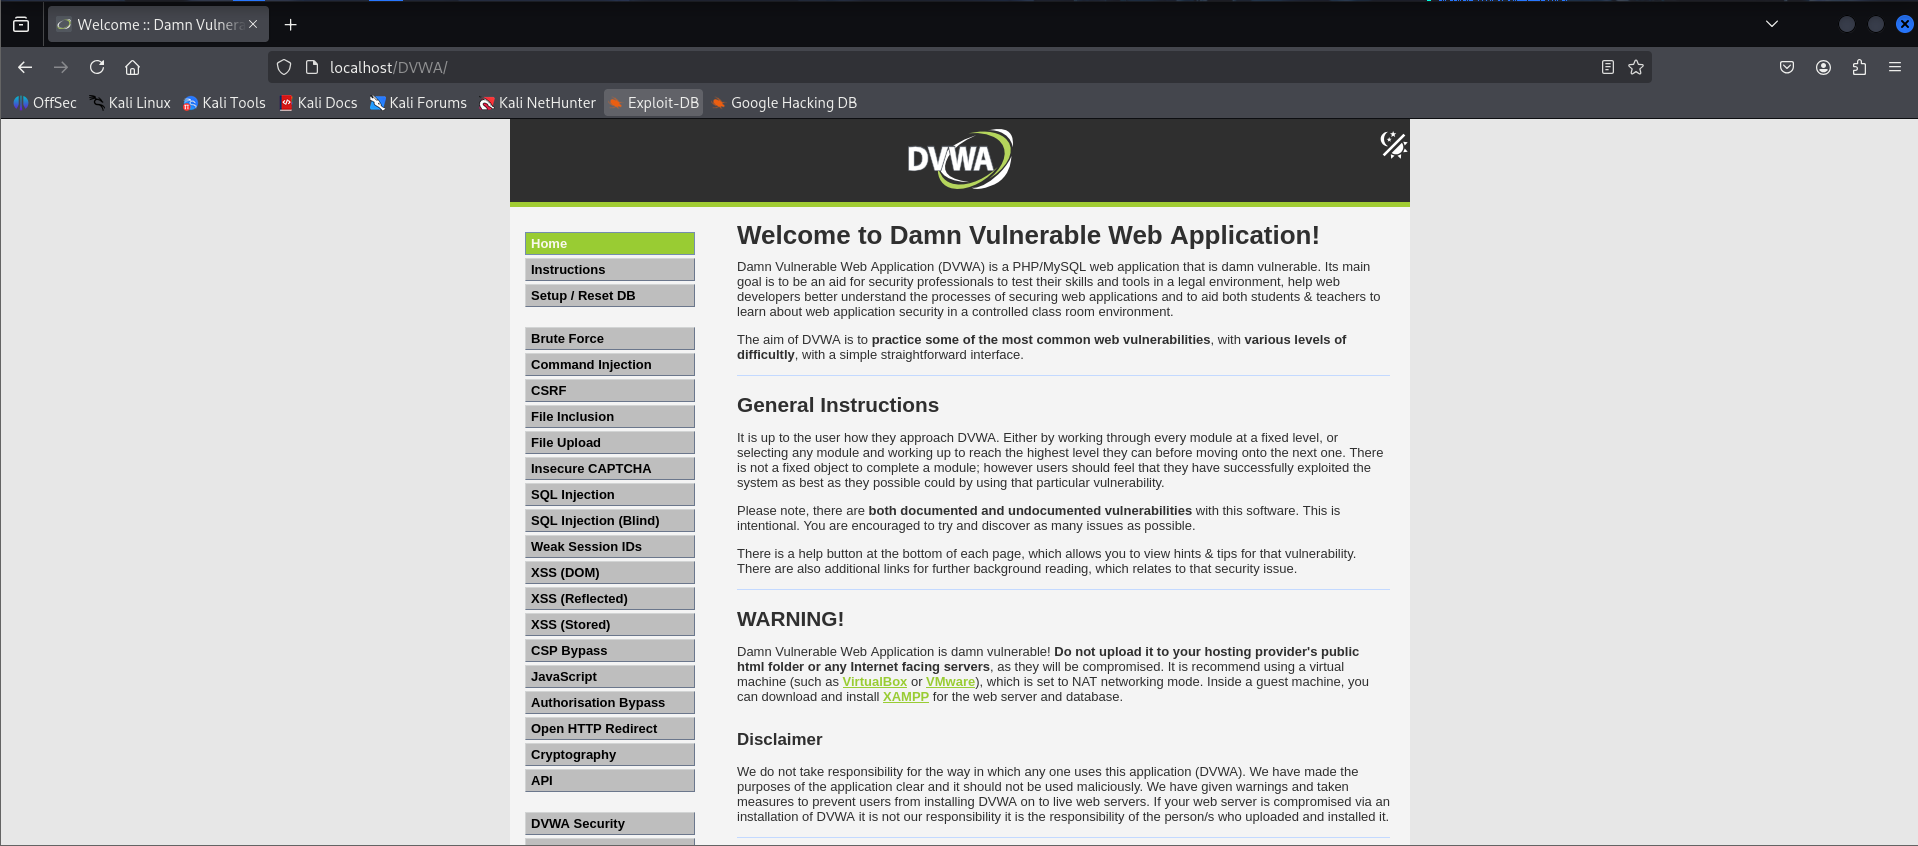 Welcome :: Damn Vulnera
localhost/DVWA/
OffSec Kali Linux Kali Tools Kali Docs Kali Forums Kali NetHunter Exploit-DB Google Hacking DB
DVWA
Home
Instructions
Setup / Reset DB
Brute Force
Command Injection
CSRF
File Inclusion
File Upload
Insecure CAPTCHA
SQL Injection
SQL Injection (Blind)
Weak Session IDs
XSS (DOM)
XSS (Reflected)
XSS (Stored)
CSP Bypass
JavaScript
Authorisation Bypass
Open HTTP Redirect
Cryptography
API
DVWA Security
Welcome to Damn Vulnerable Web Application!
Damn Vulnerable Web Application (DVWA) is a PHP/MySQL web application that is damn vulnerable. Its main
goal is to be an aid for security professionals to test their skills and tools in a legal environment, help web
developers better understand the processes of securing web applications and to aid both students & teachers to
learn about web application security in a controlled class room environment.
The aim of DVWA is to practice some of the most common web vulnerabilities, with various levels of
difficultly, with a simple straightforward interface.
General Instructions
It is up to the user how they approach DVWA. Either by working through every module at a fixed level, or
selecting any module and working up to reach the highest level they can before moving onto the next one. There
is not a fixed object to complete a module; however users should feel that they have successfully exploited the
system as best as they possible could by using that particular vulnerability.
Please note, there are both documented and undocumented vulnerabilities with this software. This is
intentional. You are encouraged to try and discover as many issues as possible.
There is a help button at the bottom of each page, which allows you to view hints & tips for that vulnerability.
There are also additional links for further background reading, which relates to that security issue.
WARNING!
Damn Vulnerable Web Application is damn vulnerable! Do not upload it to your hosting provider's public
html folder or any Internet facing servers, as they will be compromised. It is recommend using a virtual
machine (such as VirtualBox or VMware), which is set to NAT networking mode. Inside a guest machine, you
can download and install XAMPP for the web server and database.
Disclaimer
We do not take responsibility for the way in which any one uses this application (DVWA). We have made the
purposes of the application clear and it should not be used maliciously. We have given warnings and taken
measures to prevent users from installing DVWA on to live web servers. If your web server is compromised via an
installation of DVWA it is not our responsibility it is the responsibility of the person/s who uploaded and installed it.